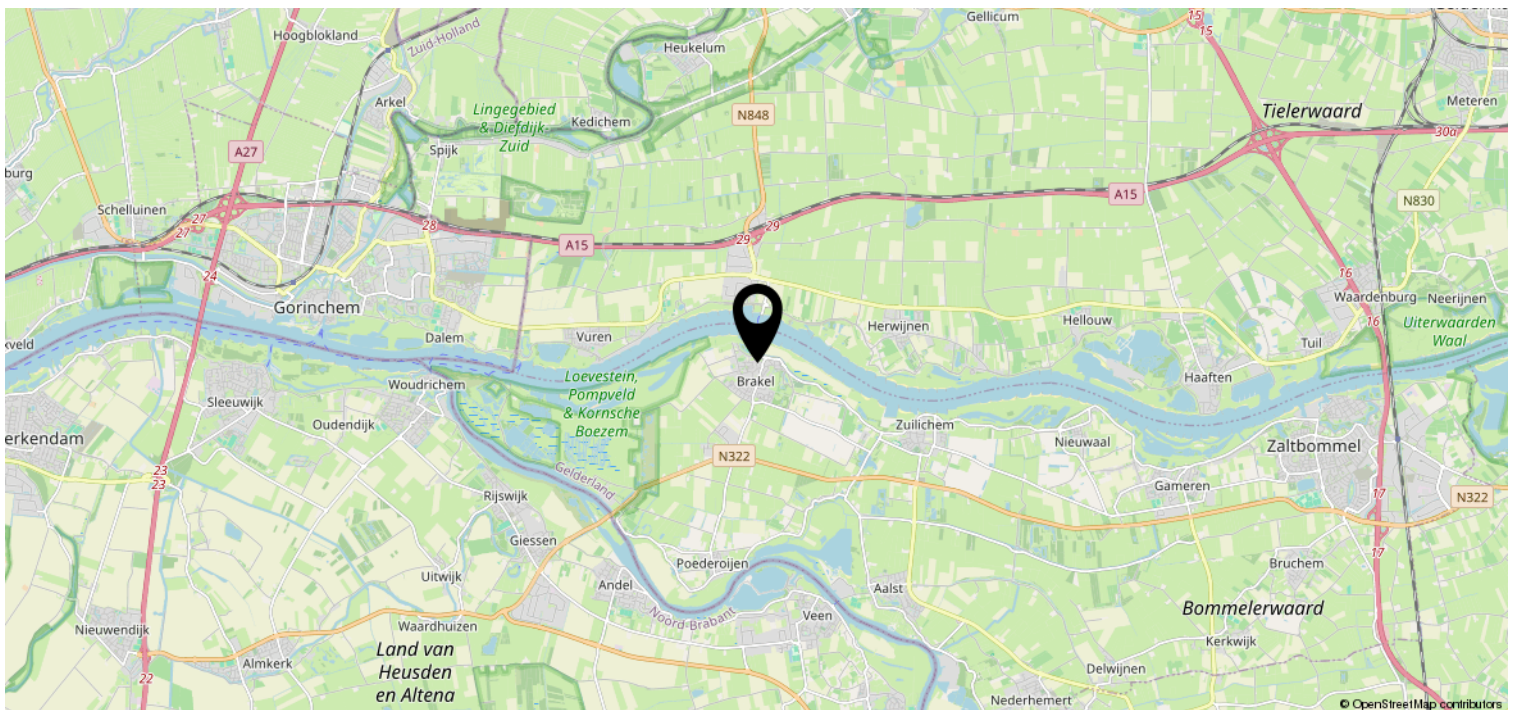 Gellicum
15
15
Hoogblokland
Zuid-Holland
Heukelum
Arkel
Lingegebied
& Diefdijk-
Zuid
Kedichem
N848
Tielerwaard
Meteren
30a
A27
Spijk
burg
A15
N830
Schelluinen
27
27
28
29
29
A15
24
16
Gorinchem
Waardenburg
Neerijnen
Hellouw
Herwijnen
16
Uiterwaarden
Waal
Dalem
Vuren
Tuil
xveld
Loevestein,
Pompveld
& Kornsche
Boezem
Brakel
Haaften
Woudrichem
Sleeuwijk
Oudendijk
Zuilichem
Nieuwaal
Zaltbommel
erkendam
N322
23
23
Gelderland
Gameren
Rijswijk
17
N322
Giessen
17
Poederoijen
Bruchem
Uitwijk
Andel
Aalst
Noord-Brabant
Veen
Bommelerwaard
Nieuwendijk
Waardhuizen
Kerkwijk
Land van
Heusden
en Altena
Almkerk
Delwijnen
22
Nederhemert
© OpenStreetMap contributors